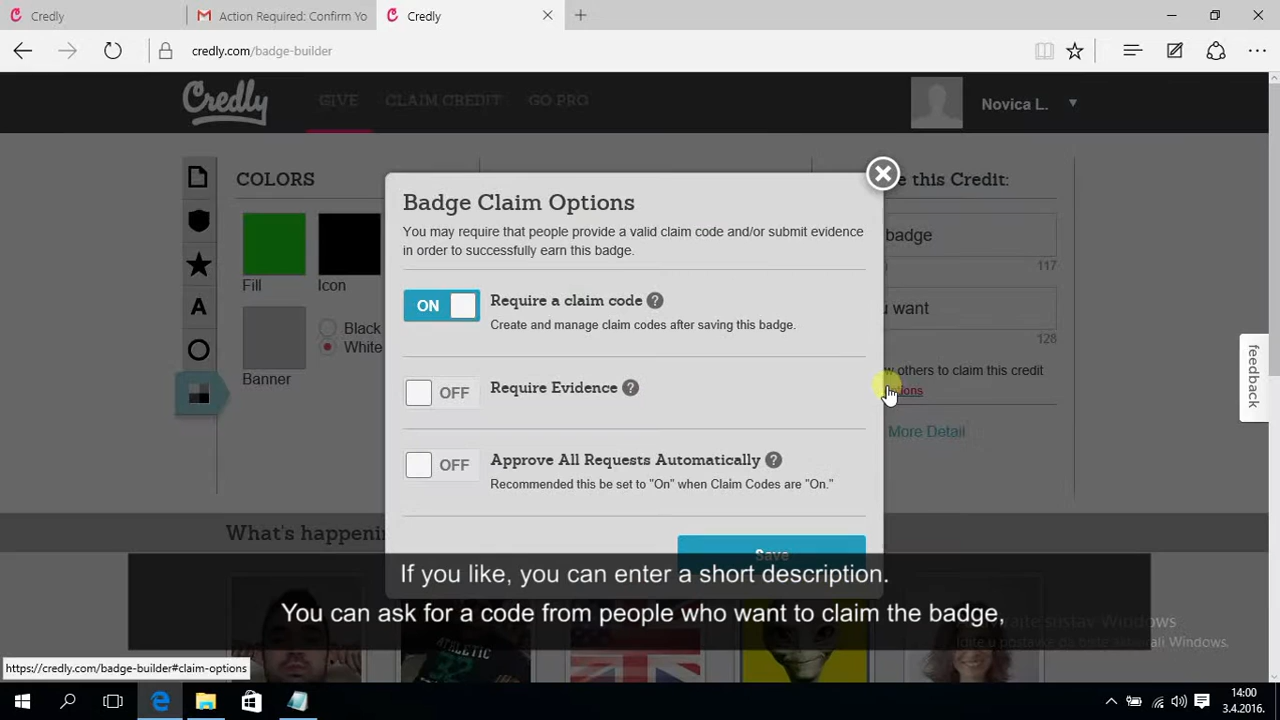 Credly
Action Required: Confirm Yo
Credly
credly.com/badge-builder
Credly
GIVE
CLAIM CREDIT
GO PRO
Novica L.
COLORS
Fill
Icon
Black
White
Banner
Badge Claim Options
You may require that people provide a valid claim code and/or submit evidence
in order to successfully earn this badge.
ON
Require a claim code ?
Create and manage claim codes after saving this badge.
OFF
Require Evidence ?
OFF
Approve All Requests Automatically ?
Recommended this be set to "On" when Claim Codes are "On."
Save
e this Credit:
badge
117
u want
128
w others to claim this credit
tions
More Detail
feedback
What's happenin
ATHLETIC
If you like, you can enter a short description.
You can ask for a code from people who want to claim the badge,
https://credly.com/badge-builder#claim-options
14:00
3.4.2016.